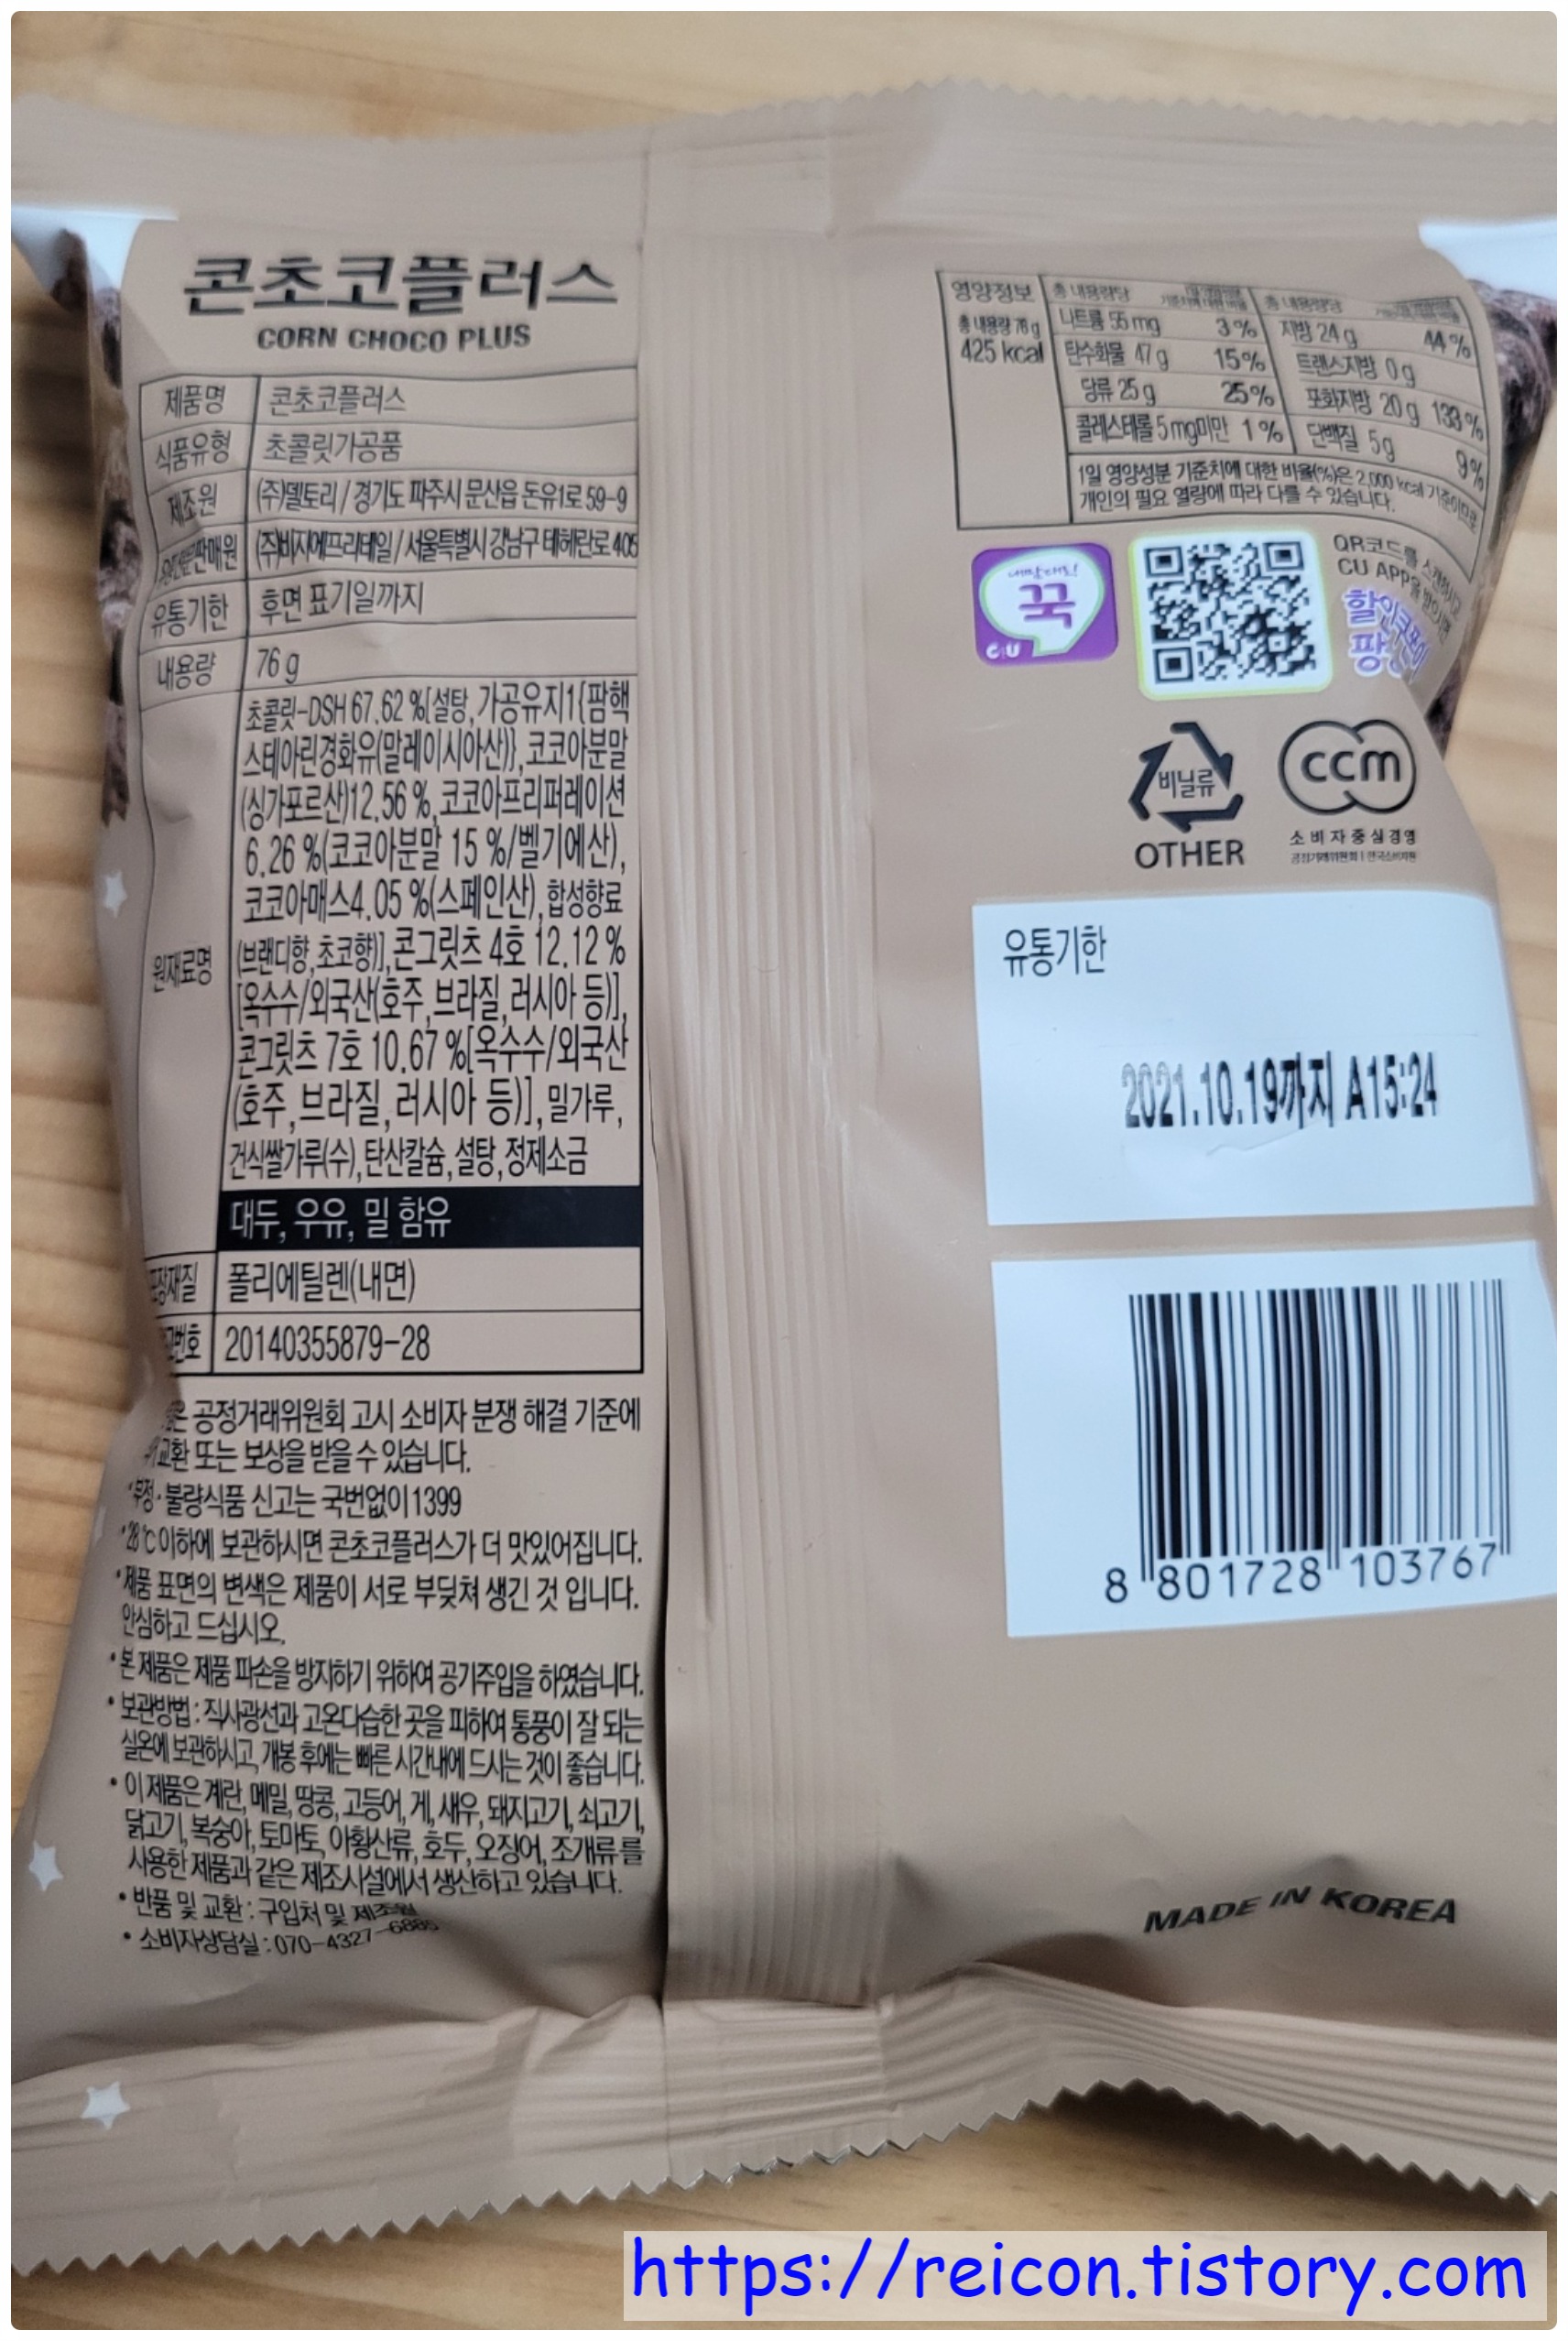 콘초코플러스
CORN CHOCO PLUS
제품명 콘초코플러스
식품유형 초콜릿가공품
제조원 (주)델토리/경기도 파주시 문산읍 돈유1로 59-9
판매원 (주)비지에프리테일/서울특별시 강남구 테헤란로 405
유통기한 후면 표기일까지
내용량 76 g
원재료명
초콜릿-DSH 67.62 %[설탕, 가공유지1{팜핵
스테아린경화유(말레이시아산)}, 코코아분말
(싱가포르산)12.56 %, 코코아프리퍼레이션
6.26 %(코코아분말 15 %/벨기에산),
코코아매스4.05 %(스페인산), 합성향료
(브랜디향, 초코향)], 콘그릿츠 4호 12.12 %
[옥수수/외국산(호주, 브라질, 러시아 등)],
콘그릿츠 7호 10.67 %[옥수수/외국산
(호주, 브라질, 러시아 등)], 밀가루,
건식쌀가루(수), 탄산칼슘, 설탕, 정제소금
대두, 우유, 밀 함유
폴리에틸렌(내면)
20140355879-28
공정거래위원회 고시 소비자 분쟁 해결 기준에
교환 또는 보상을 받을 수 있습니다.
부정·불량식품 신고는 국번없이 1399
•28℃ 이하에 보관하시면 콘초코플러스가 더 맛있어집니다.
•제품 표면의 변색은 제품이 서로 부딪쳐 생긴 것 입니다.
안심하고 드십시오.
•본 제품은 제품 파손을 방지하기 위하여 공기주입을 하였습니다.
•보관방법 : 직사광선과 고온다습한 곳을 피하여 통풍이 잘 되는
실온에 보관하시고, 개봉 후에는 빠른 시간내에 드시는 것이 좋습니다.
•이 제품은 계란, 메밀, 땅콩, 고등어, 게, 새우, 돼지고기, 쇠고기,
닭고기, 복숭아, 토마토, 아황산류, 호두, 오징어, 조개류를
사용한 제품과 같은 제조시설에서 생산하고 있습니다.
•반품 및 교환 : 구입처 및 제조원
•소비자상담실 : 070-4327-6885
영양정보
총 내용량 76 g
425 kcal
총 내용량당
나트륨 55 mg 3 %
탄수화물 47 g 15 %
당류 25 g 25 %
콜레스테롤 5 mg미만 1 %
총 내용량당
지방 24 g 44 %
트랜스지방 0 g
포화지방 20 g 133 %
단백질 5 g 9 %
1일 영양성분 기준치에 대한 비율(%)은 2,000 kcal 기준이므로
개인의 필요 열량에 따라 다를 수 있습니다.
내맘대로!
꾹
CU
QR코드를 스캔하시고
CU APP을 받으시면
할인쿠폰이
비닐류
OTHER
ccm
소비자중심경영
유통기한
2021.10.19까지 A15:24
8 801728 103767
MADE IN KOREA
https://reicon.tistory.com